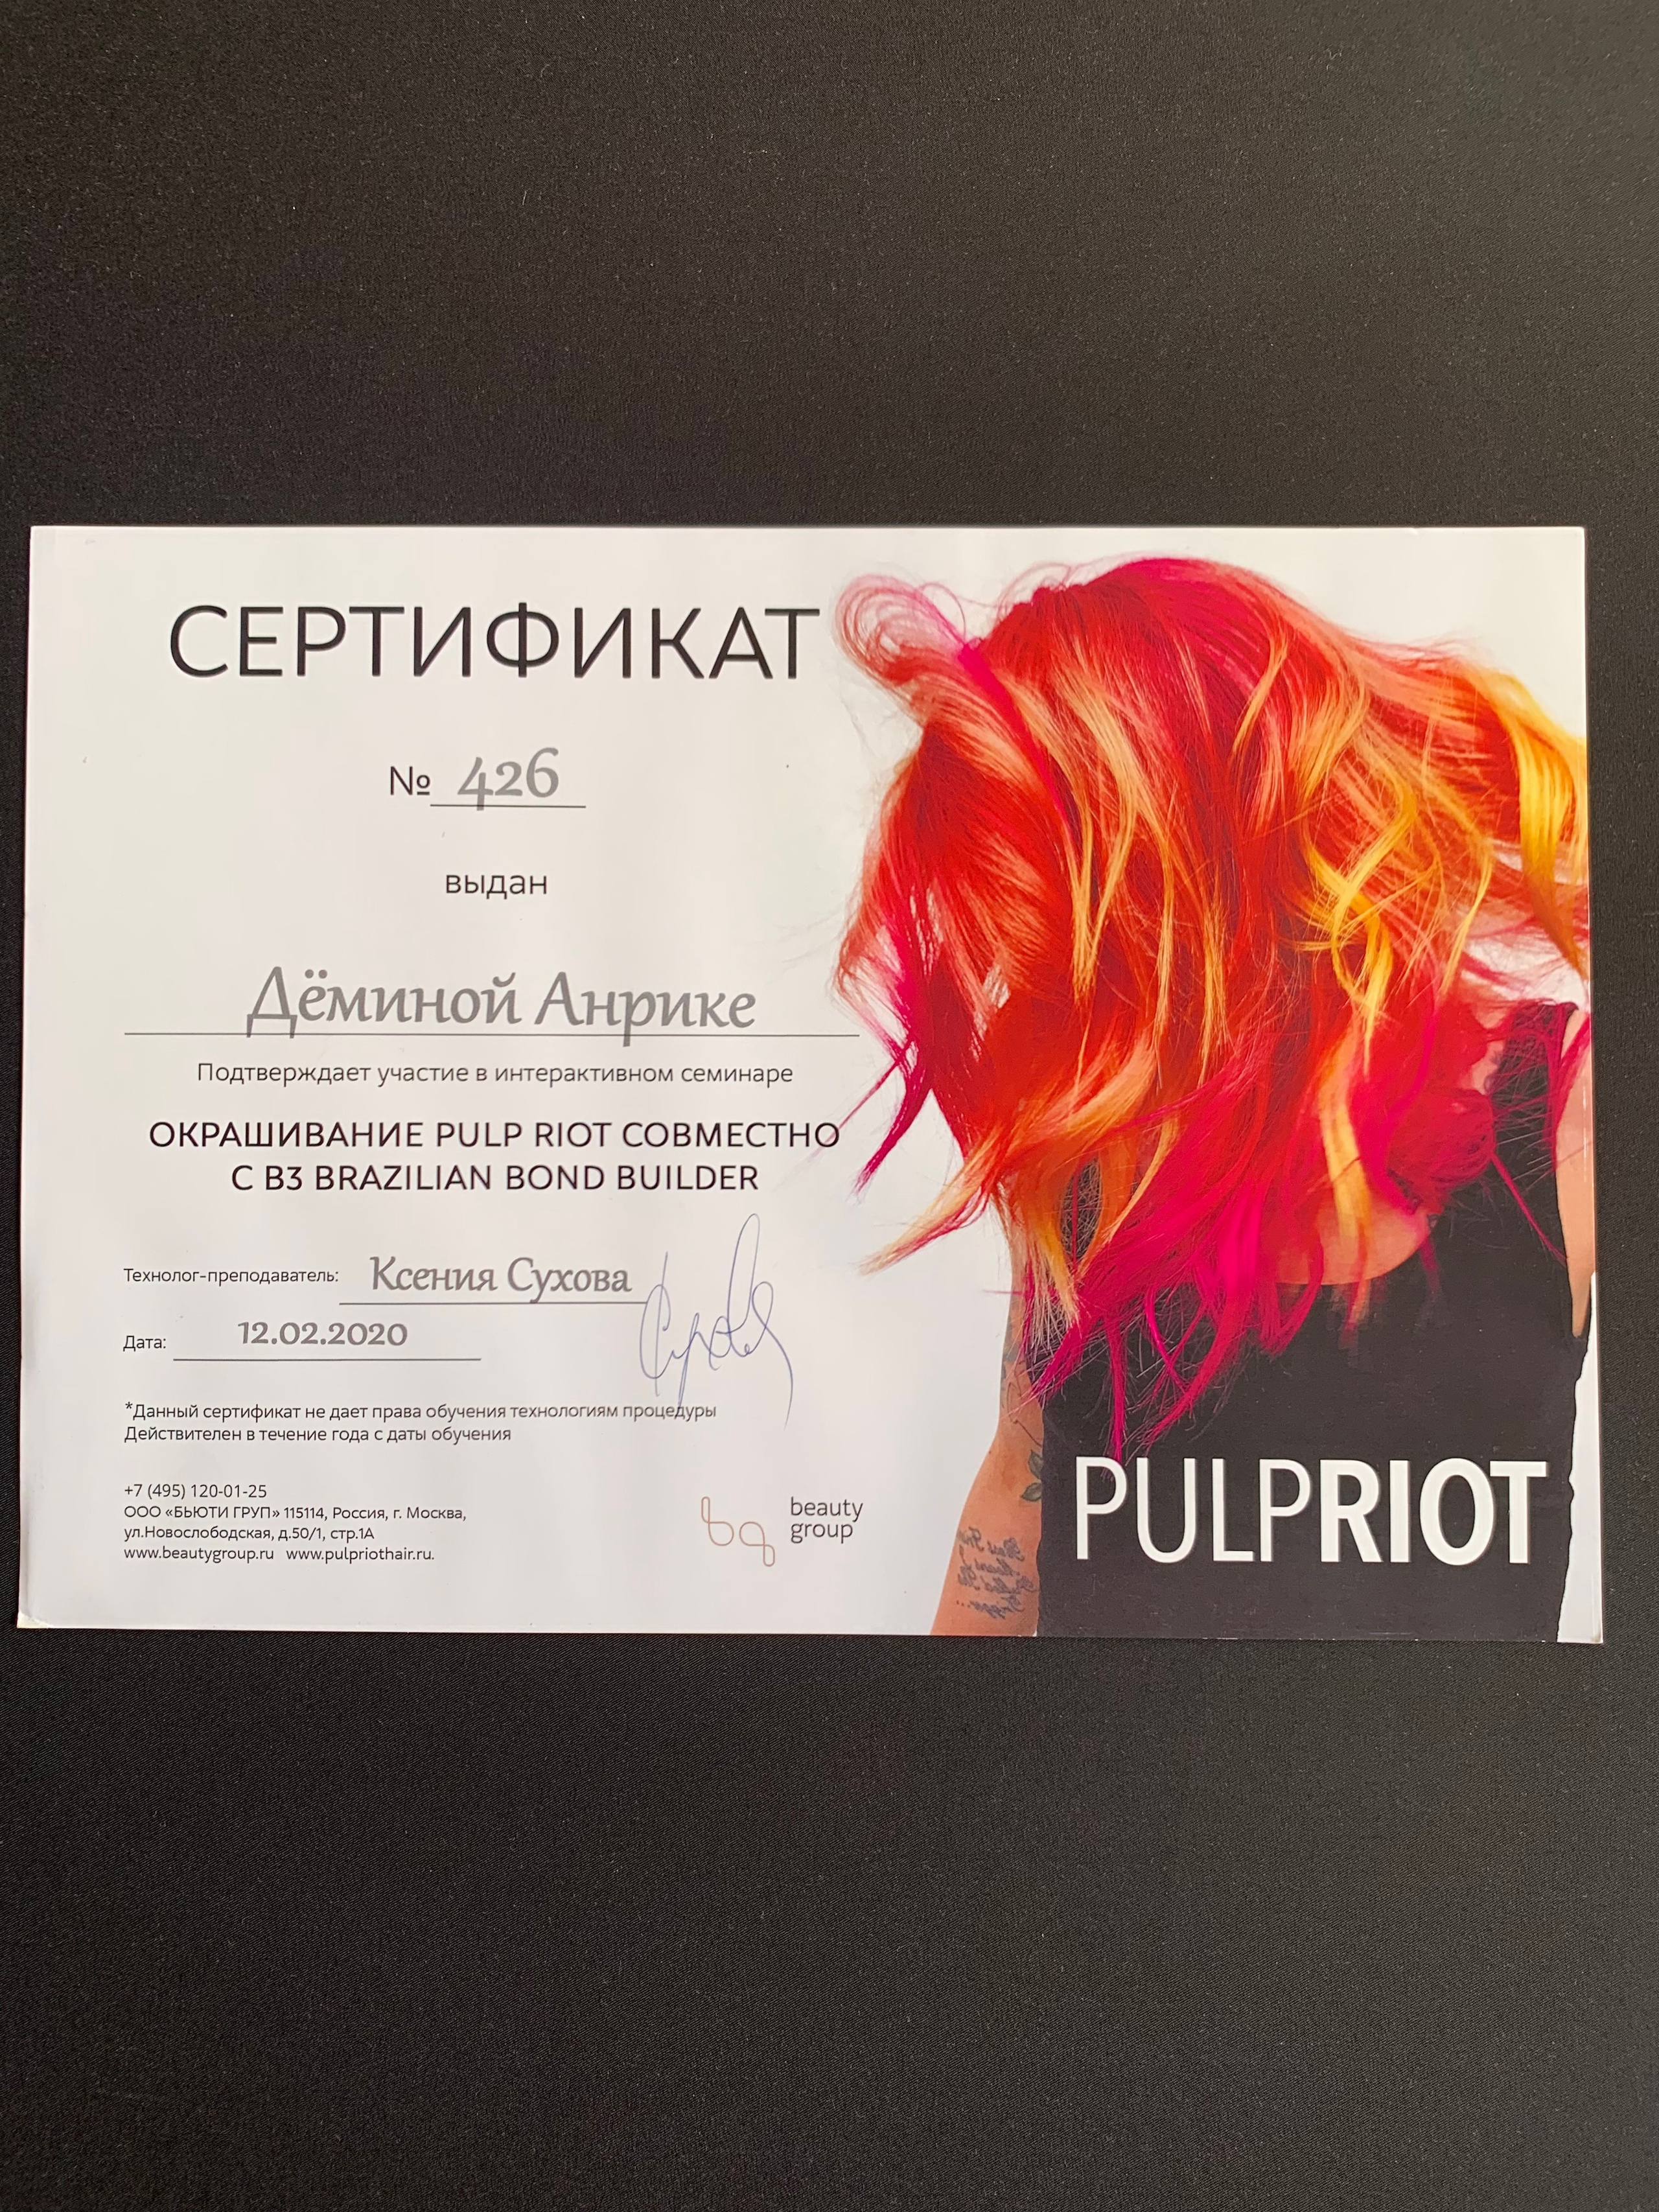 СЕРТИФИКАТ
№ 426
выдан
Дёминой Анрике
Подтверждает участие в интерактивном семинаре
ОКРАШИВАНИЕ PULP RIOT СОВМЕСТНО
С B3 BRAZILIAN BOND BUILDER
Технолог-преподаватель: Ксения Сухова
Дата: 12.02.2020
*Данный сертификат не дает права обучения технологиям процедуры
Действителен в течение года с даты обучения
+7 (495) 120-01-25
ООО «БЬЮТИ ГРУП» 115114, Россия, г. Москва,
ул.Новослободская, д.50/1, стр.1А
www.beautygroup.ru www.pulpriothair.ru.
bg beauty
group
PULPRIOT